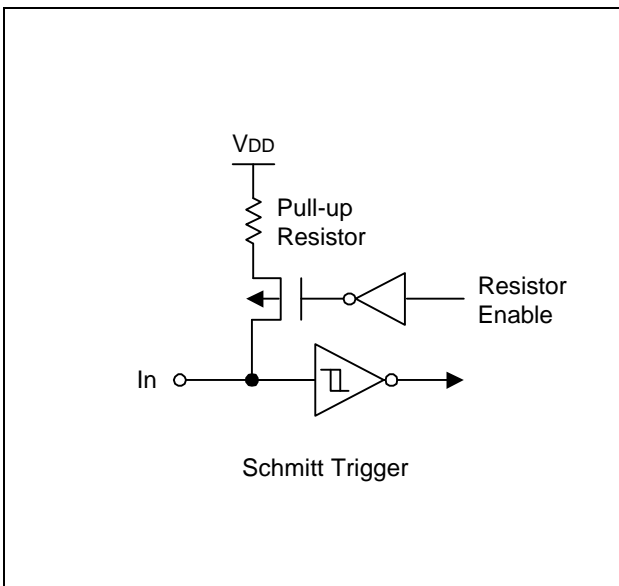 VDD
Pull-up
Resistor
Resistor
Enable
In
Schmitt Trigger